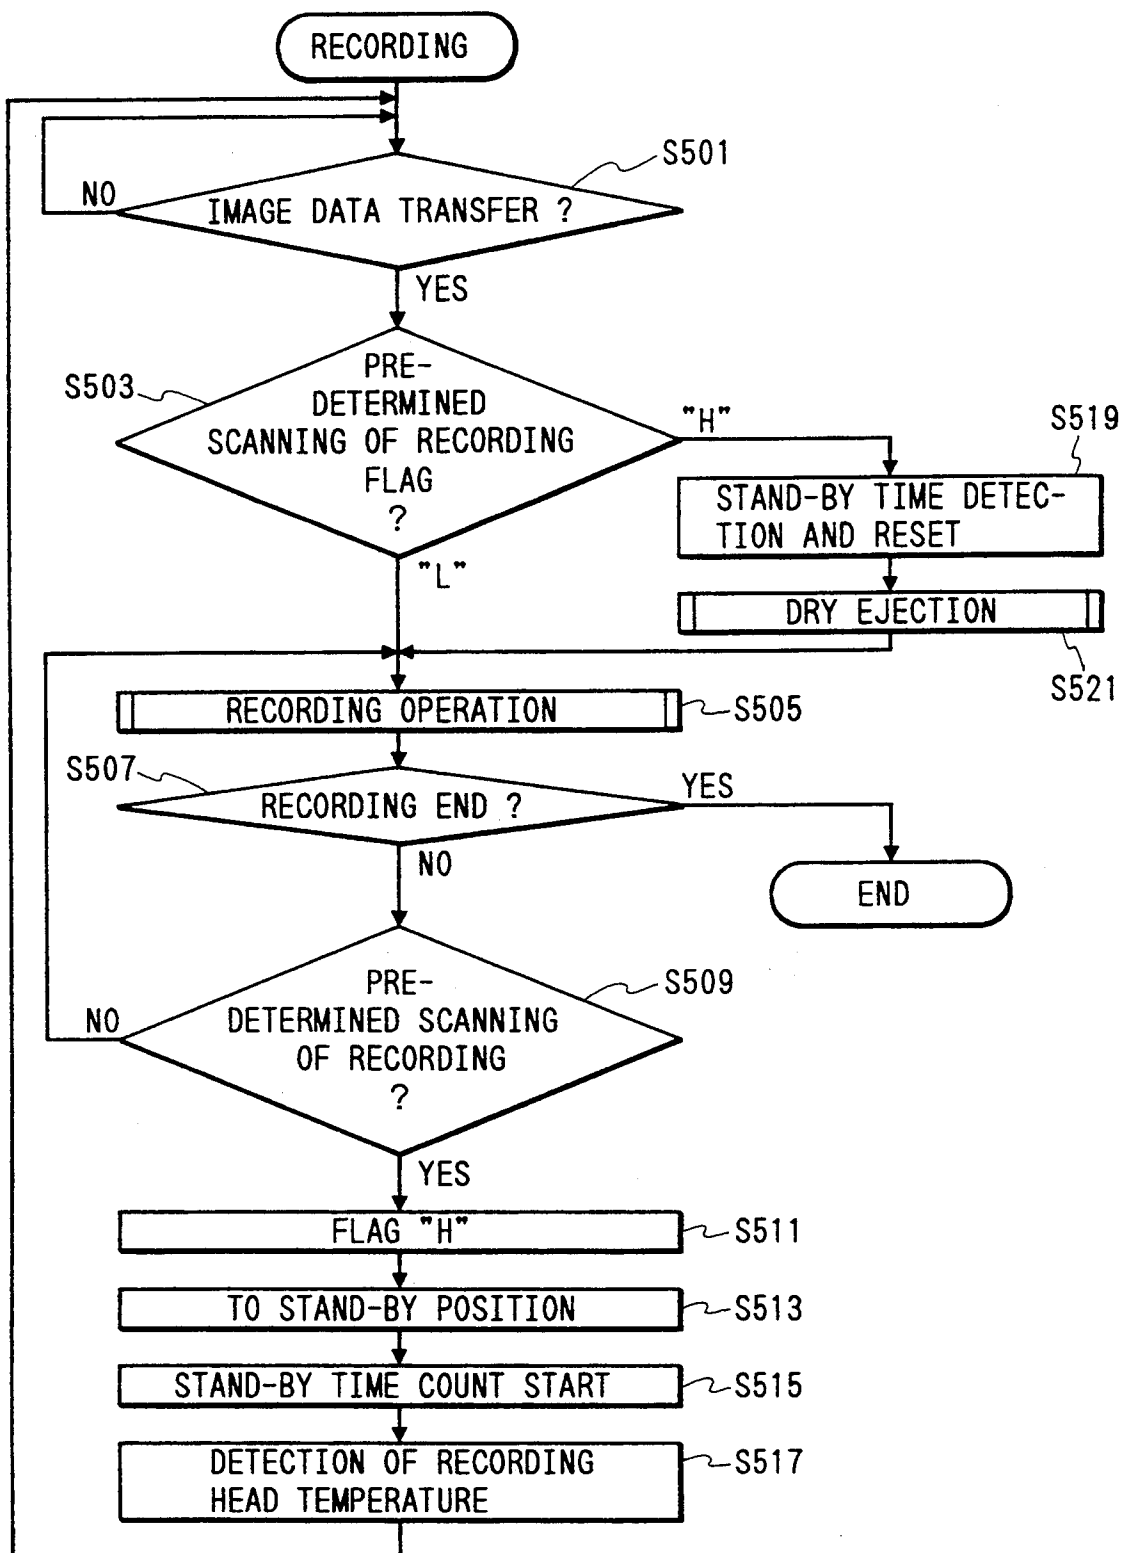 RECORDING
S501
NO
IMAGE DATA TRANSFER ?
YES
S503
PRE-
DETERMINED
SCANNING OF RECORDING
FLAG
?
"H"
"L"
S519
STAND-BY TIME DETEC-
TION AND RESET
DRY EJECTION
S521
RECORDING OPERATION
S505
S507
RECORDING END ?
YES
NO
END
S509
PRE-
DETERMINED SCANNING
OF RECORDING
?
NO
YES
FLAG "H"
S511
TO STAND-BY POSITION
S513
STAND-BY TIME COUNT START
S515
DETECTION OF RECORDING
HEAD TEMPERATURE
S517